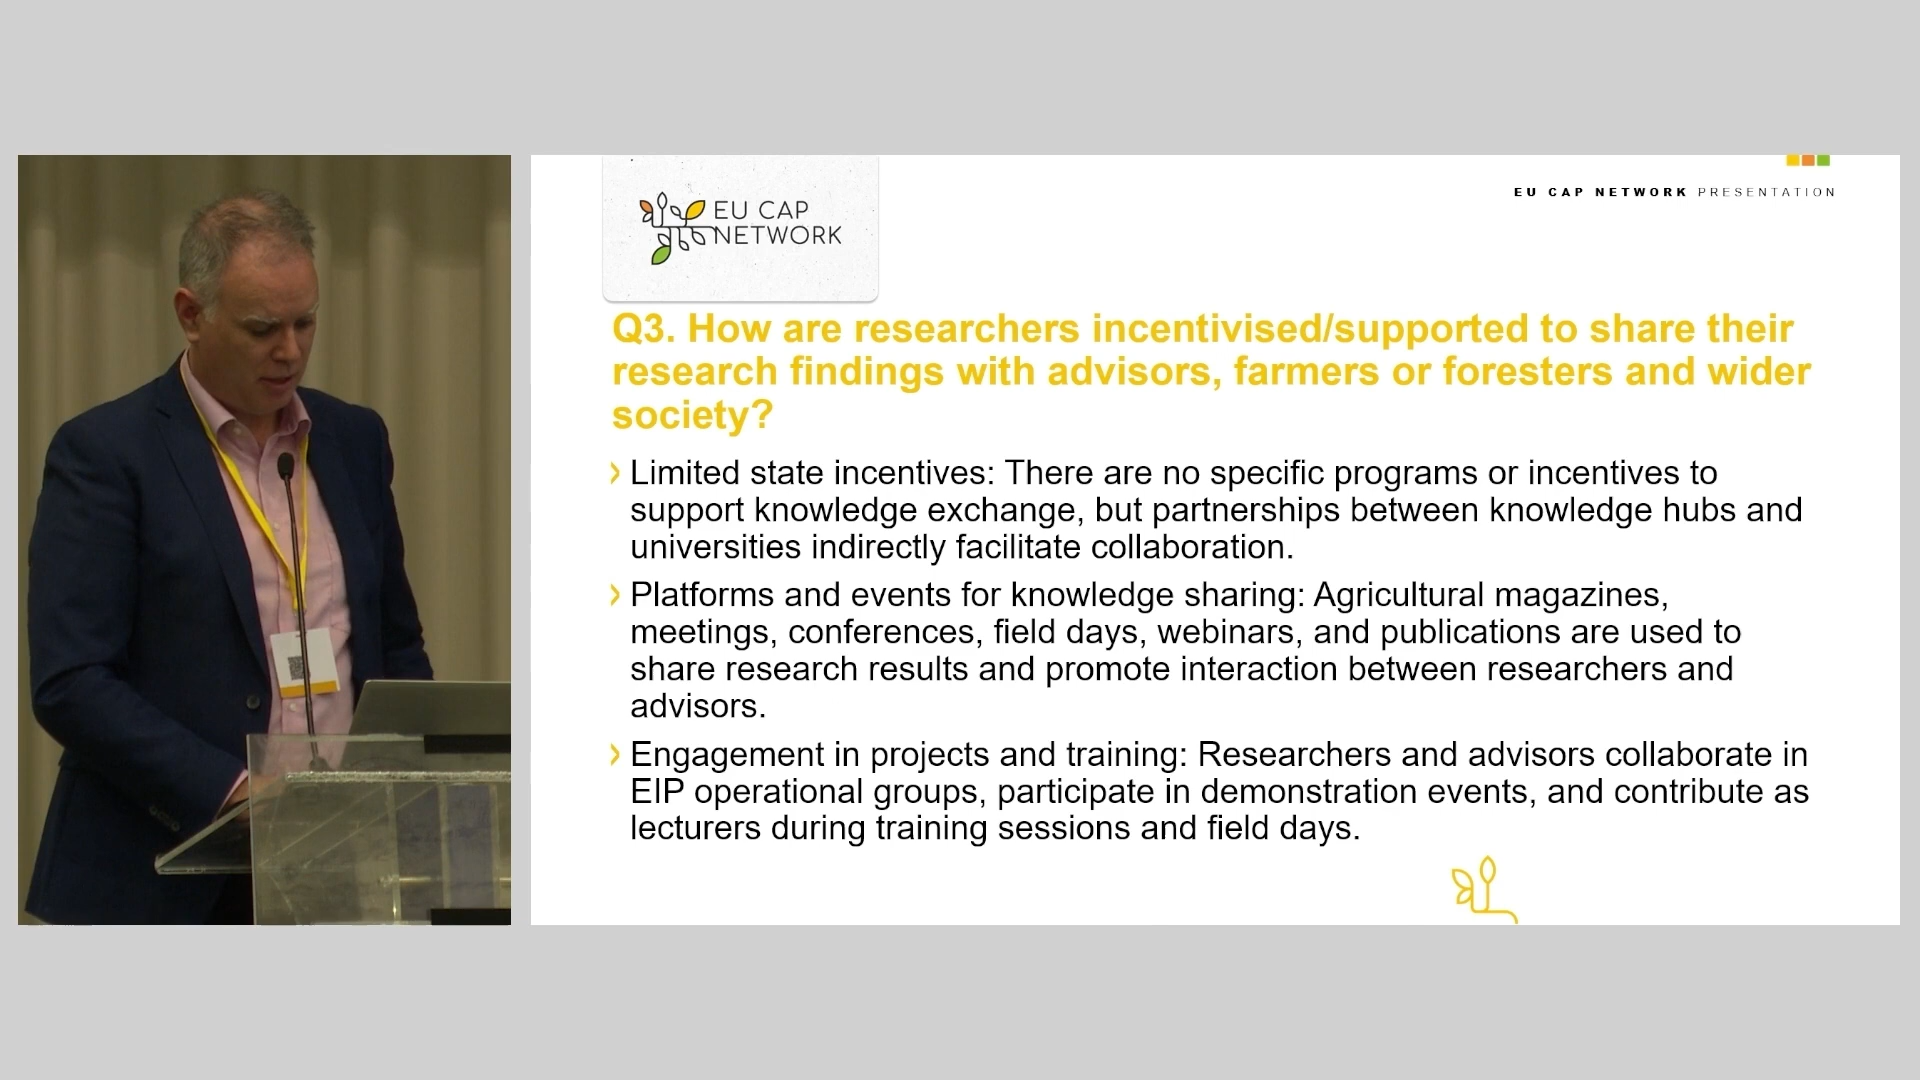 EU CAP
NETWORK
EU CAP NETWORK PRESENTATION
Q3. How are researchers incentivised/supported to share their
research findings with advisors, farmers or foresters and wider
society?
Limited state incentives: There are no specific programs or incentives to
support knowledge exchange, but partnerships between knowledge hubs and
universities indirectly facilitate collaboration.
Platforms and events for knowledge sharing: Agricultural magazines,
meetings, conferences, field days, webinars, and publications are used to
share research results and promote interaction between researchers and
advisors.
Engagement in projects and training: Researchers and advisors collaborate in
EIP operational groups, participate in demonstration events, and contribute as
lecturers during training sessions and field days.